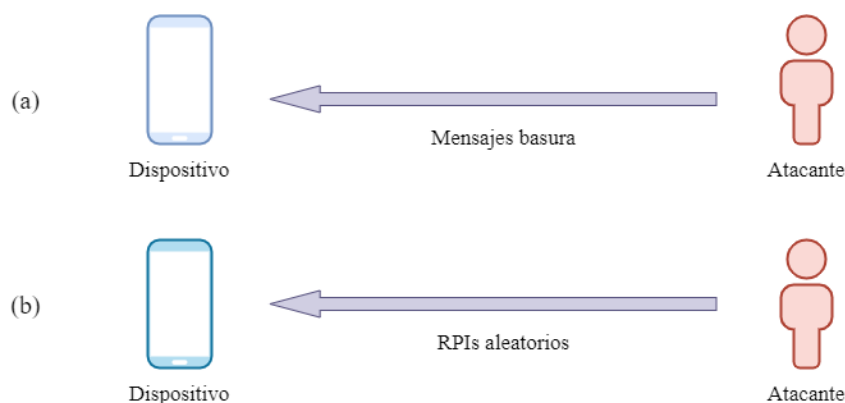 (a)
Mensajes basura
Dispositivo
Atacante
(b)
RPIs aleatorios
Dispositivo
Atacante